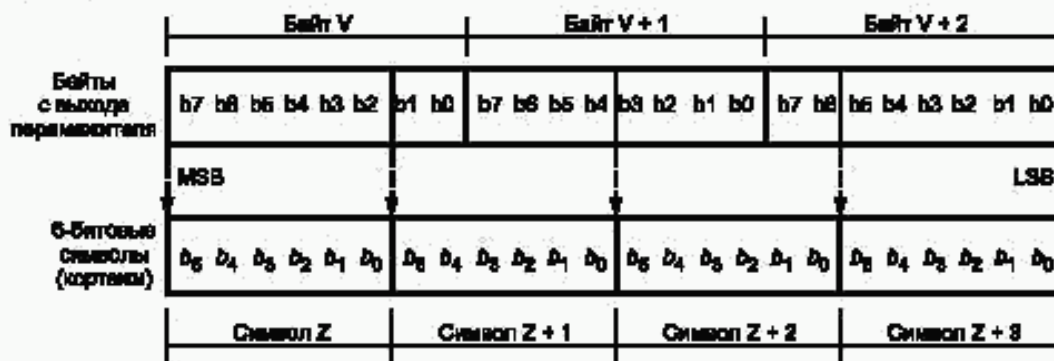 Байт V Байт V + 1 Байт V + 2
Байты
с выхода
перемежителя
b7 b6 b5 b4 b3 b2 b1 b0 b7 b6 b5 b4 b3 b2 b1 b0 b7 b6 b5 b4 b3 b2 b1 b0
MSB LSB
6-битовые
символы
(кортежи)
b5 b4 b3 b2 b1 b0 b5 b4 b3 b2 b1 b0 b5 b4 b3 b2 b1 b0 b5 b4 b3 b2 b1 b0
Символ Z Символ Z + 1 Символ Z + 2 Символ Z + 3